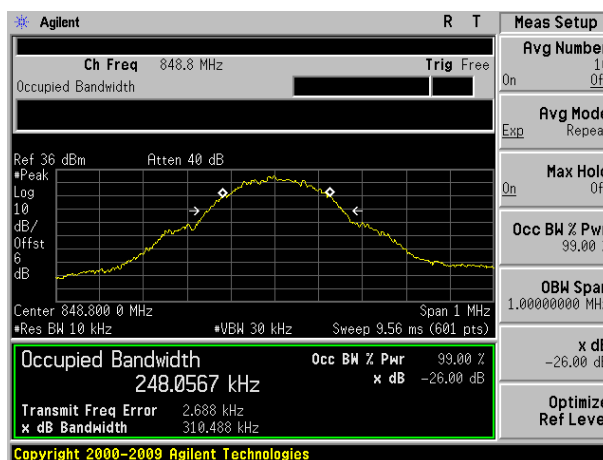 Agilent R T Meas Setup
Ch Freq 848.8 MHz Trig Free
Occupied Bandwidth
Ref 36 dBm Atten 40 dB
#Peak
Log
10
dB/
Offst
6
dB
Center 848.800 0 MHz Span 1 MHz
#Res BW 10 kHz #VBW 30 kHz Sweep 9.56 ms (601 pts)
Occupied Bandwidth Occ BW % Pwr 99.00 %
248.0567 kHz x dB -26.00 dB
Transmit Freq Error 2.688 kHz
x dB Bandwidth 310.488 kHz
Copyright 2000-2009 Agilent Technologies
Avg Number
10
On Of
Avg Mode
Exp Repea
Max Hold
On Of
Occ BW % Pwr
99.00
OBW Span
1.00000000 MH
x dB
-26.00 dB
Optimize
Ref Leve